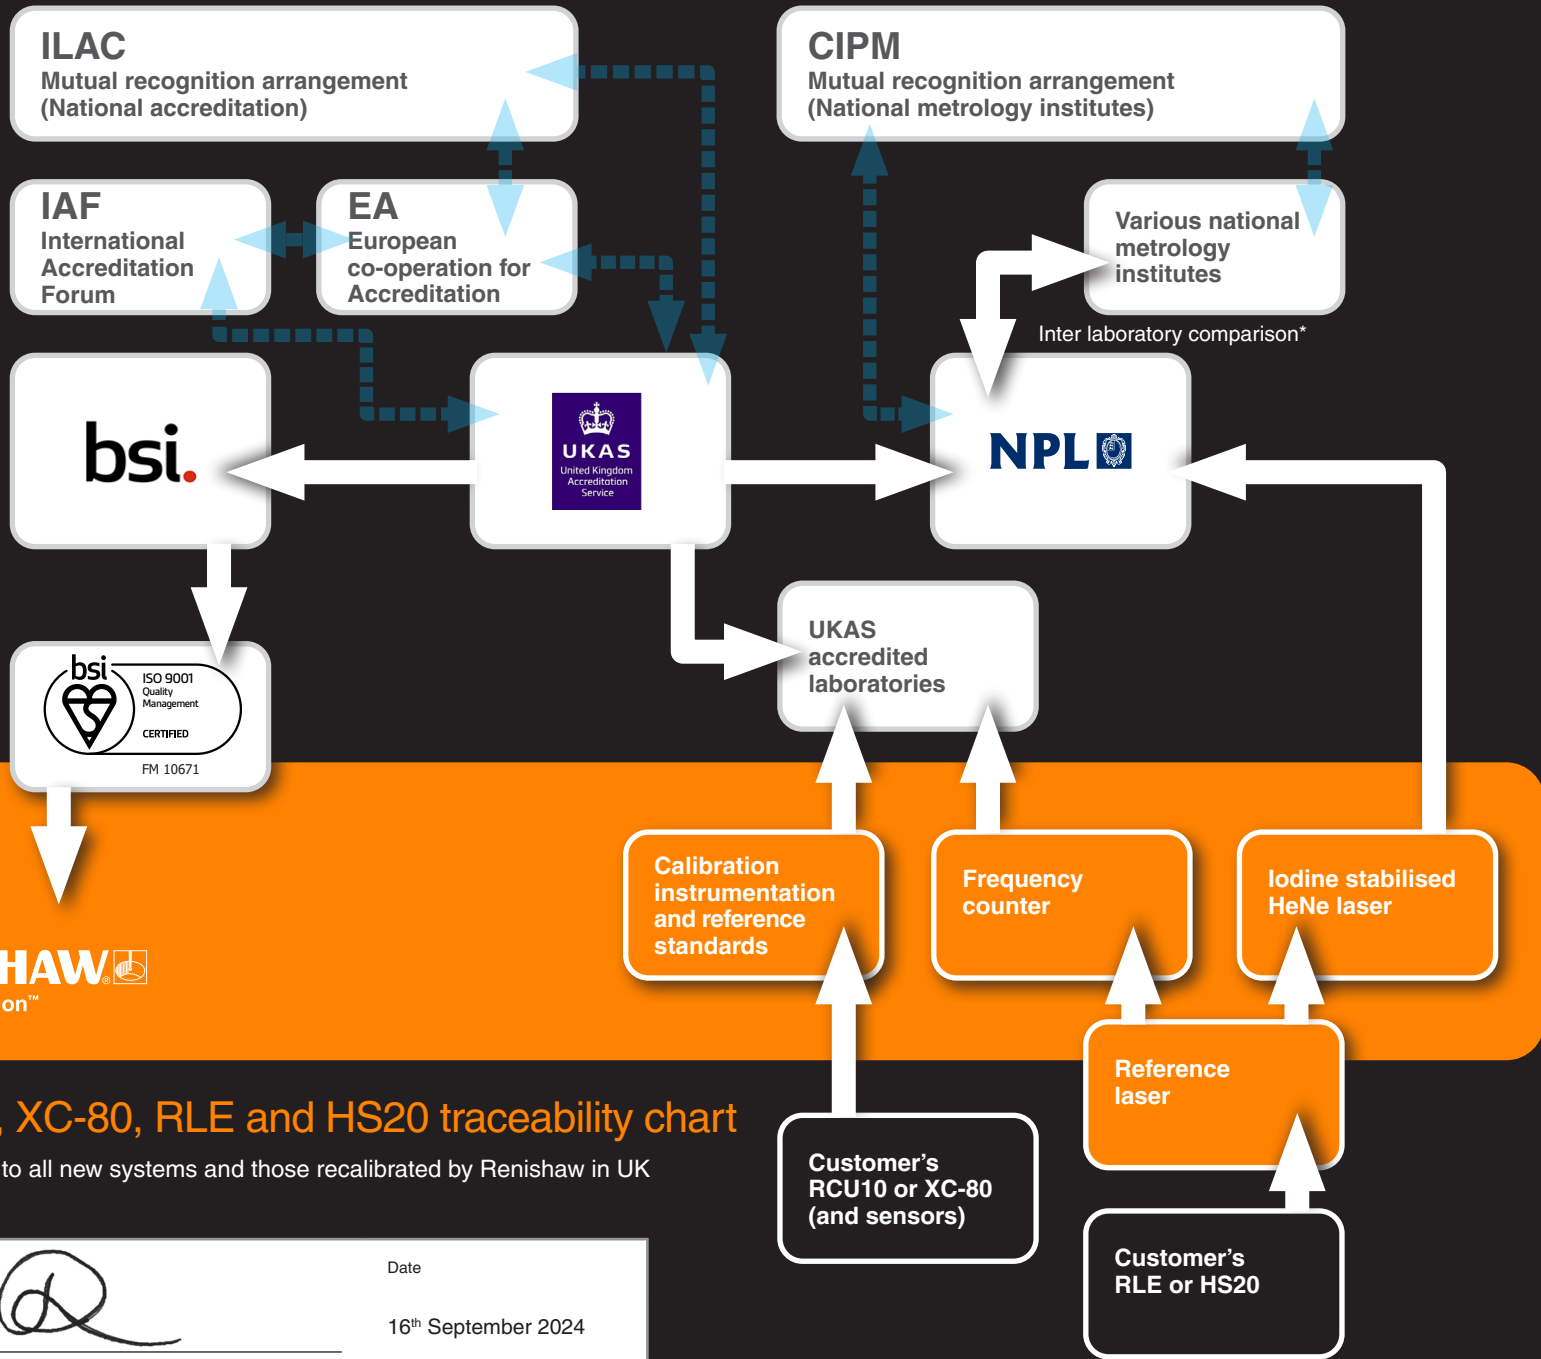 ILAC
Mutual recognition arrangement
(National accreditation)
CIPM
Mutual recognition arrangement
(National metrology institutes)
IAF
International
Accreditation
Forum
EA
European
co-operation for
Accreditation
Various national
metrology
institutes
Inter laboratory comparison*
bsi.
UKAS
United Kingdom
Accreditation
Service
NPL
UKAS
accredited
laboratories
bsi
ISO 9001
Quality
Management
CERTIFIED
FM 10671
Calibration
instrumentation
and reference
standards
Frequency
counter
Iodine stabilised
HeNe laser
HAW®
on™
Reference
laser
, XC-80, RLE and HS20 traceability chart
to all new systems and those recalibrated by Renishaw in UK
Customer’s
RCU10 or XC-80
(and sensors)
Customer’s
RLE or HS20
Date
16th September 2024